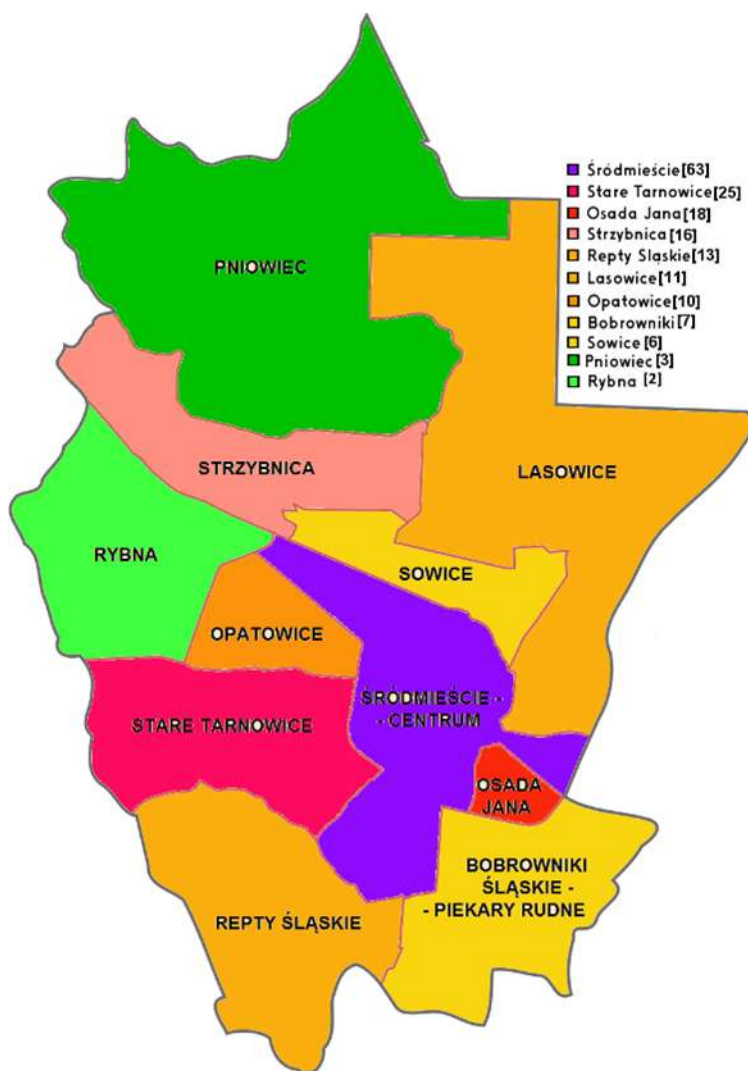 Śródmieście[63]
Stare Tarnowice[25]
Osada Jana[18]
Strzybnica[16]
Repty Śląskie[13]
Lasowice[11]
Opatowice[10]
Bobrowniki [7]
Sowice [6]
Pniowiec [3]
Rybna [2]
PNIOWIEC
STRZYBNICA
LASOWICE
RYBNA
SOWICE
OPATOWICE
ŚRÓDMIEŚCIE -
- CENTRUM
STARE TARNOWICE
OSADA
JANA
BOBROWNIKI
ŚLĄSKIE -
- PIEKARY RUDNE
REPTY ŚLĄSKIE